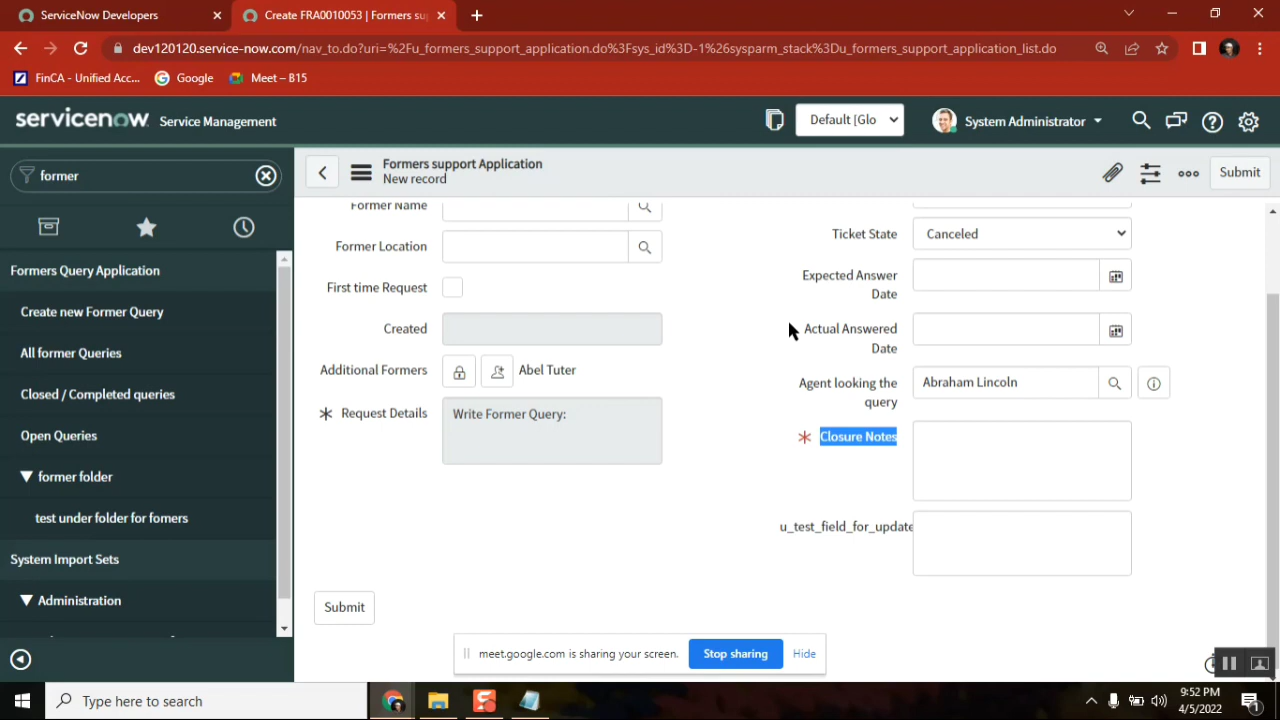 ServiceNow Developers
Create FRA0010053 | Formers su
dev120120.service-now.com/nav_to.do?uri=%2Fu_formers_support_application.do%3Fsys_id%3D-1%26sysparm_stack%3Du_formers_support_application_list.do
FinCA - Unified Acc...
Google
Meet – B15
servicenow Service Management
Default [Glo
System Administrator
former
Formers support Application
New record
Submit
Formers Query Application
Create new Former Query
All former Queries
Closed / Completed queries
Open Queries
former folder
test under folder for fomers
System Import Sets
Administration
Former Name
Former Location
First time Request
Created
Additional Formers
Abel Tuter
Request Details
Write Former Query:
Ticket State
Canceled
Expected Answer
Date
Actual Answered
Date
Agent looking the
query
Abraham Lincoln
Closure Notes
u_test_field_for_update
Submit
meet.google.com is sharing your screen.
Stop sharing
Hide
Type here to search
9:52 PM
4/5/2022
1